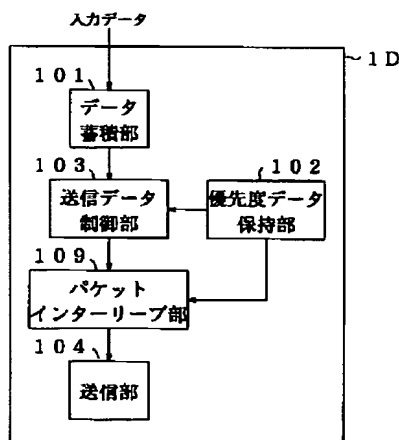 入力データ
1D
101
データ
蓄積部
103
102
送信データ
制御部
優先度データ
保持部
109
パケット
インターリーブ部
104
送信部